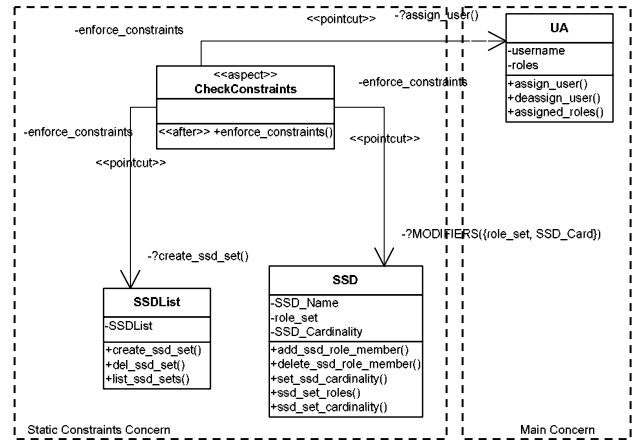 <<pointcut>>
-?assign_user()
-enforce_constraints
UA
-username
-roles
+assign_user()
+deassign_user()
+assigned_roles()
<<aspect>>
CheckConstraints
<<after>> +enforce_constraints()
-enforce_constraints
-enforce_constraints
<<pointcut>>
<<pointcut>>
-?MODIFIERS({role_set, SSD_Card})
-?create_ssd_set()
SSDList
-SSDList
+create_ssd_set()
+del_ssd_set()
+list_ssd_sets()
SSD
-SSD_Name
-role_set
-SSD_Cardinality
+add_ssd_role_member()
+delete_ssd_role_member()
+set_ssd_cardinality()
+ssd_set_roles()
+ssd_set_cardinality()
Static Constraints Concern
Main Concern